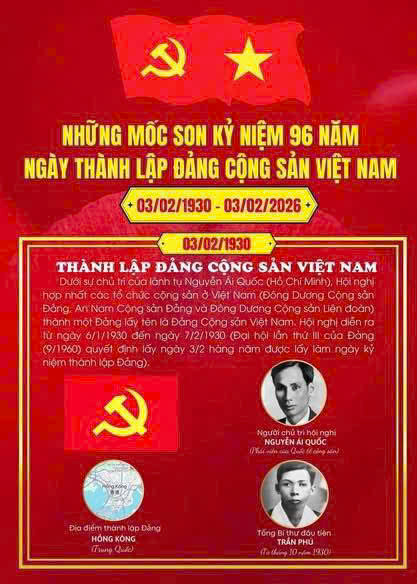 NHỮNG MỐC SON KỶ NIỆM 96 NĂM
NGÀY THÀNH LẬP ĐẢNG CỘNG SẢN VIỆT NAM
03/02/1930 - 03/02/2026
03/02/1930
THÀNH LẬP ĐẢNG CỘNG SẢN VIỆT NAM
Dưới sự chủ trì của lãnh tụ Nguyễn Ái Quốc (Hồ Chí Minh), Hội nghị
hợp nhất các tổ chức cộng sản ở Việt Nam (Đông Dương Cộng sản
Đảng, An Nam Cộng sản Đảng và Đông Dương Cộng sản Liên đoàn)
thành một Đảng lấy tên là Đảng Cộng sản Việt Nam. Hội nghị diễn ra
từ ngày 6/1/1930 đến ngày 7/2/1930 (Đại hội lần thứ III của Đảng
(9/1960) quyết định lấy ngày 3/2 hàng năm được lấy làm ngày kỷ
niệm thành lập Đảng).
Người chủ trì hội nghị
NGUYỄN ÁI QUỐC
(Phái viên của Quốc tế cộng sản)
Hồng Kông
香港
Địa điểm thành lập Đảng
HỒNG KÔNG
(Trung Quốc)
Tổng Bí thư đầu tiên
TRẦN PHÚ
(Từ tháng 10 năm 1930)